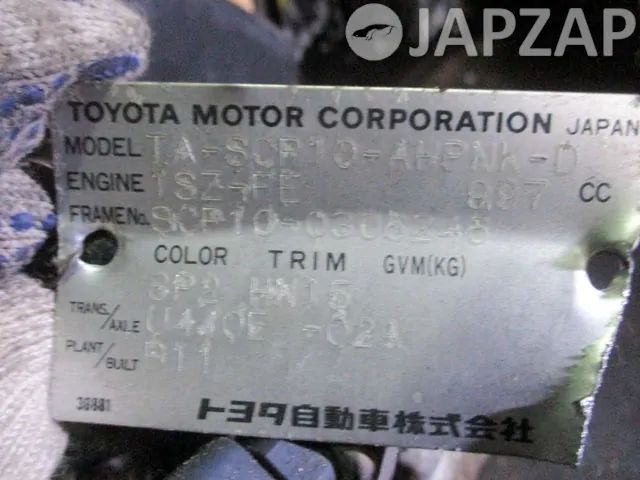 JAPZAP
TOYOTA MOTOR CORPORATION JAPAN
MODEL TA-SCP10-AHPNK-D
ENGINE 1SZ-FE 997 CC
FRAME No.
COLOR TRIM GVM(KG)
8P2 HN15
TRANS./AXLE U440E -02A
PLANT/BUILT B11
30881
トヨタ自動車株式会社